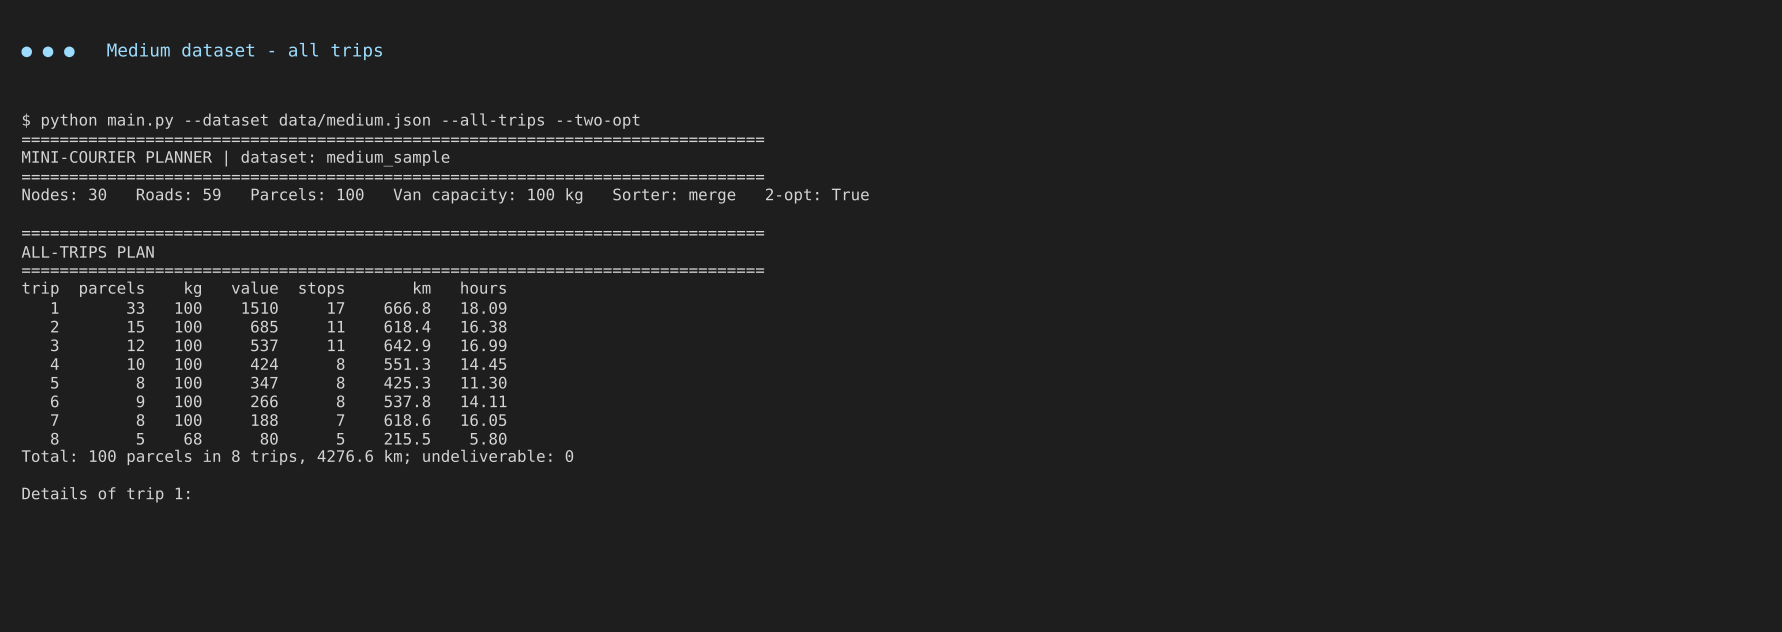 ● ● ●   Medium dataset - all trips
$ python main.py --dataset data/medium.json --all-trips --two-opt
==============================================================================
MINI-COURIER PLANNER | dataset: medium_sample
==============================================================================
Nodes: 30   Roads: 59   Parcels: 100   Van capacity: 100 kg   Sorter: merge   2-opt: True
==============================================================================
ALL-TRIPS PLAN
==============================================================================
trip  parcels    kg   value  stops       km   hours
   1       33   100    1510     17    666.8   18.09
   2       15   100     685     11    618.4   16.38
   3       12   100     537     11    642.9   16.99
   4       10   100     424      8    551.3   14.45
   5        8   100     347      8    425.3   11.30
   6        9   100     266      8    537.8   14.11
   7        8   100     188      7    618.6   16.05
   8        5    68      80      5    215.5    5.80
Total: 100 parcels in 8 trips, 4276.6 km; undeliverable: 0
Details of trip 1: